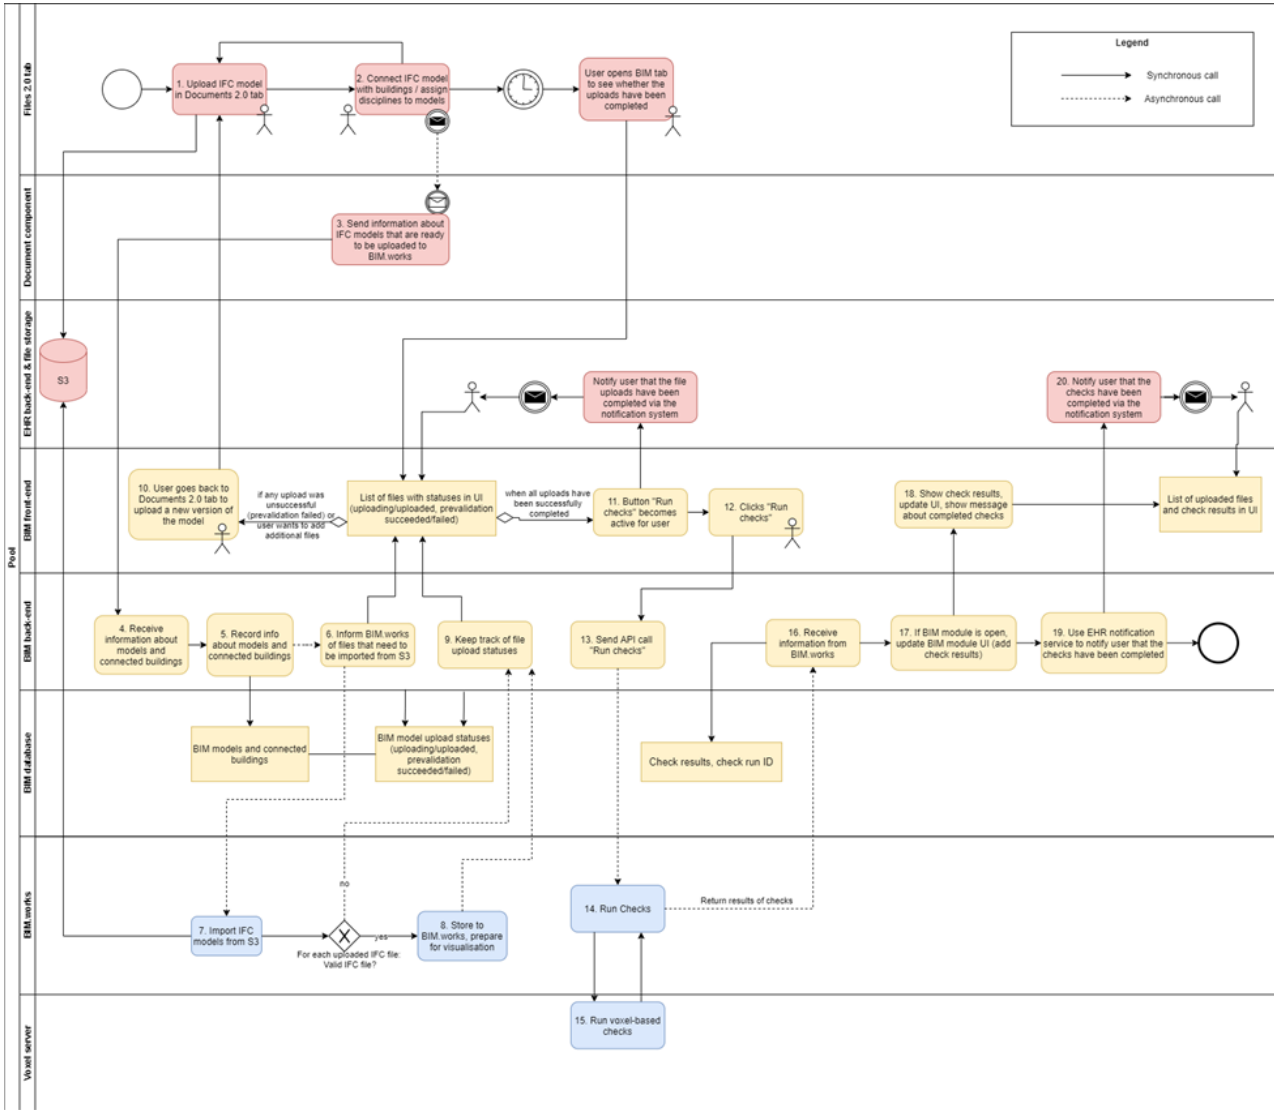 Pool
Files 2.0 tab
1. Upload IFC model
in Documents 2.0 tab
2. Connect IFC model
with buildings / assign
disciplines to models
User opens BIM tab
to see whether the
uploads have been
completed
Legend
Synchronous call
Asynchronous call
Document component
3. Send information about
IFC models that are ready
to be uploaded to
BIM.works
EHR back-end & file storage
S3
Notify user that the file
uploads have been
completed via the
notification system
20. Notify user that the
checks have been
completed via the
notification system
BIM front-end
10. User goes back to
Documents 2.0 tab to
upload a new version of
the model
if any upload was
unsuccessful
(prevalidation failed) or
user wants to add
additional files
List of files with statuses in UI
(uploading/uploaded, prevalidation
succeeded/failed)
when all uploads have
been successfully
completed
11. Button "Run
checks" becomes
active for user
12. Clicks "Run
checks"
18. Show check results,
update UI, show message
about completed checks
List of uploaded files
and check results in UI
BIM back-end
4. Receive
information about
models and
connected buildings
5. Record info
about models and
connected buildings
6. Inform BIM.works
of files that need to
be imported from S3
9. Keep track of file
upload statuses
13. Send API call
"Run checks"
16. Receive
information from
BIM.works
17. If BIM module is open,
update BIM module UI (add
check results)
19. Use EHR notification
service to notify user that the
checks have been completed
BIM database
BIM models and connected
buildings
BIM model upload statuses
(uploading/uploaded,
prevalidation
succeeded/failed)
Check results, check run ID
BIM.works
7. Import IFC
models from S3
no
yes
For each uploaded IFC file:
Valid IFC file?
8. Store to
BIM.works, prepare
for visualisation
14. Run Checks
Return results of checks
Voxel server
15. Run voxel-based
checks